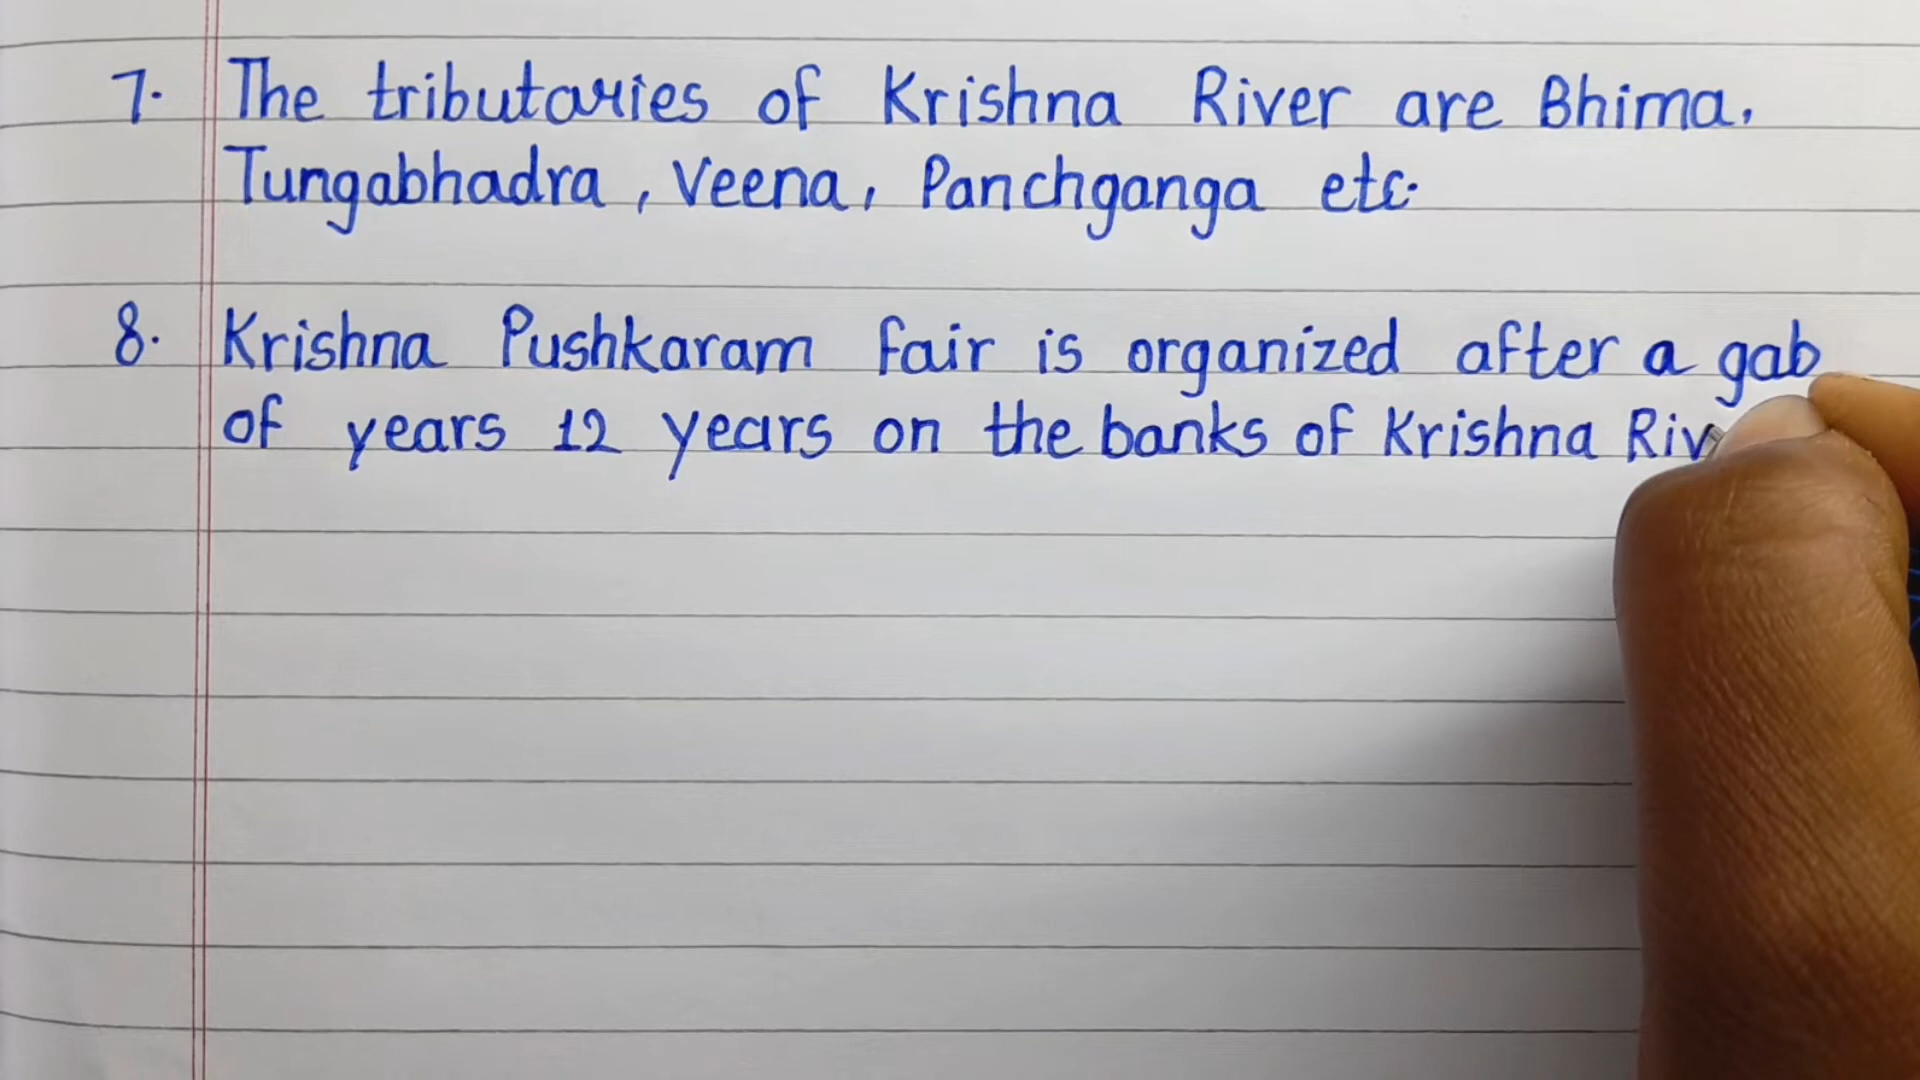 7. The tributaries of Krishna River are Bhima,
Tungabhadra, Veena, Panchganga etc.
8. Krishna Pushkaram fair is organized after a gab
of years 12 years on the banks of Krishna Riv